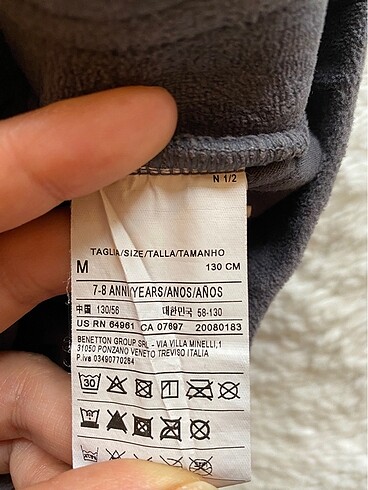 N 1/2
TAGLIA/SIZE/TALLA/TAMANHO
M 130 CM
7-8 ANNI/YEARS/ANOS/AÑOS
中国 130/56 대한민국 58-130
US RN 64961 CA 07697 20080183
BENETTON GROUP SRL - VIA VILLA MINELLI,1
31050 PONZANO VENETO TREVISO ITALIA
P.iva 03490770264
30